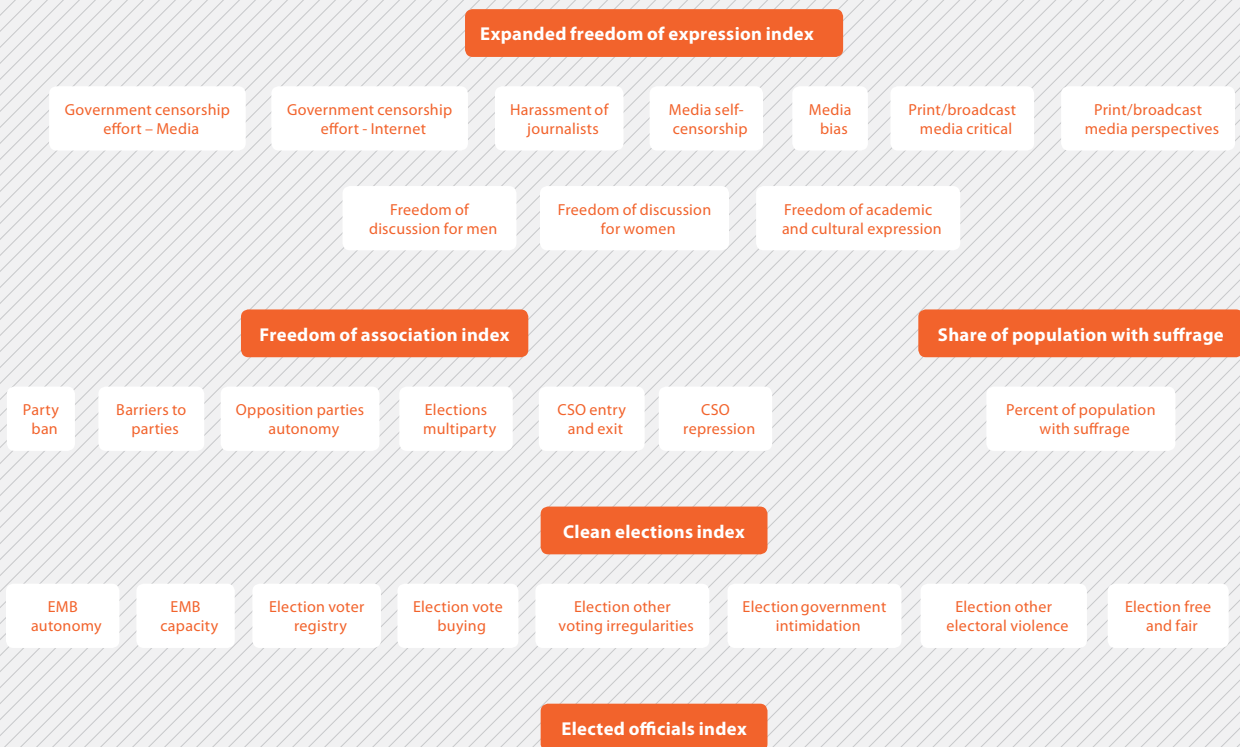 Expanded freedom of expression index
Government censorship
effort – Media
Government censorship
effort - Internet
Harassment of
journalists
Media self-
censorship
Media
bias
Print/broadcast
media critical
Print/broadcast
media perspectives
Freedom of
discussion for men
Freedom of discussion
for women
Freedom of academic
and cultural expression
Freedom of association index
Share of population with suffrage
Party
ban
Barriers to
parties
Opposition parties
autonomy
Elections
multiparty
CSO entry
and exit
CSO
repression
Percent of population
with suffrage
Clean elections index
EMB
autonomy
EMB
capacity
Election voter
registry
Election vote
buying
Election other
voting irregularities
Election government
intimidation
Election other
electoral violence
Election free
and fair
Elected officials index